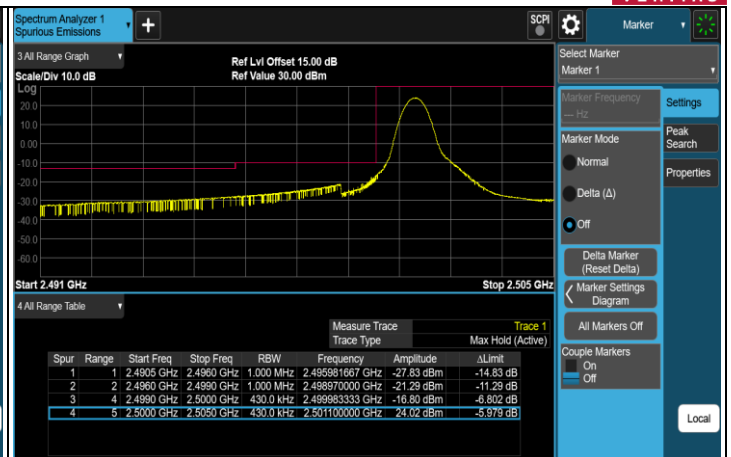 Spectrum Analyzer 1
Spurious Emissions
SCPI
Marker
3 All Range Graph
Ref Lvl Offset 15.00 dB
Scale/Div 10.0 dB
Ref Value 30.00 dBm
Log
20.0
10.0
0.00
-10.0
-20.0
-30.0
-40.0
-50.0
-60.0
Start 2.491 GHz
Stop 2.505 GHz
4 All Range Table
Measure Trace Trace 1
Trace Type Max Hold (Active)
Spur Range Start Freq Stop Freq RBW Frequency Amplitude ΔLimit
1 1 2.4905 GHz 2.4960 GHz 1.000 MHz 2.495981667 GHz -27.83 dBm -14.83 dB
2 2 2.4960 GHz 2.4990 GHz 1.000 MHz 2.498970000 GHz -21.29 dBm -11.29 dB
3 4 2.4990 GHz 2.5000 GHz 430.0 kHz 2.499983333 GHz -16.80 dBm -6.802 dB
4 5 2.5000 GHz 2.5050 GHz 430.0 kHz 2.501100000 GHz 24.02 dBm -5.979 dB
Select Marker
Marker 1
Marker Frequency
--- Hz
Marker Mode
Normal
Delta (Δ)
Off
Delta Marker
(Reset Delta)
Marker Settings
Diagram
All Markers Off
Couple Markers
On
Off
Settings
Peak
Search
Properties
Local